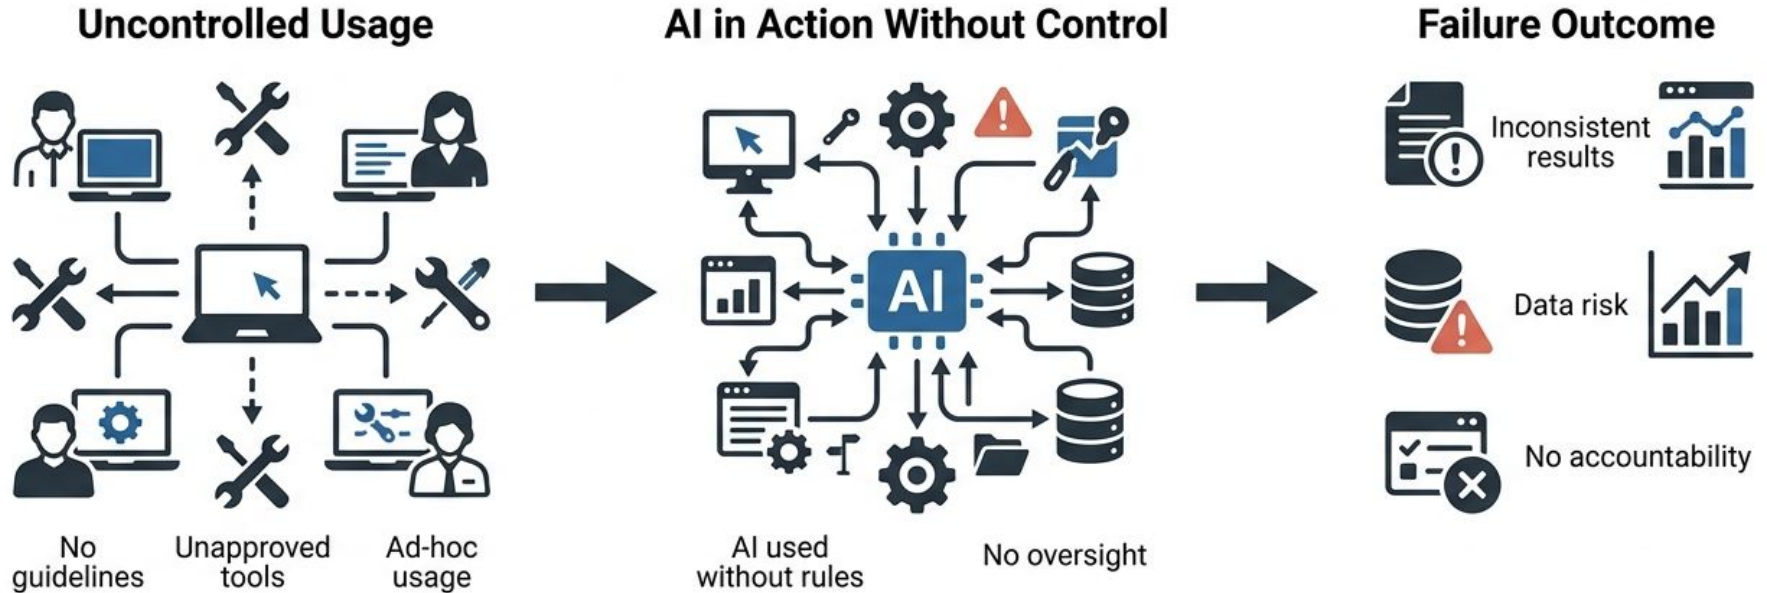 Uncontrolled Usage
AI in Action Without Control
Failure Outcome
No
guidelines
Unapproved
tools
Ad-hoc
usage
AI
AI used
without rules
No oversight
Inconsistent
results
Data risk
No accountability